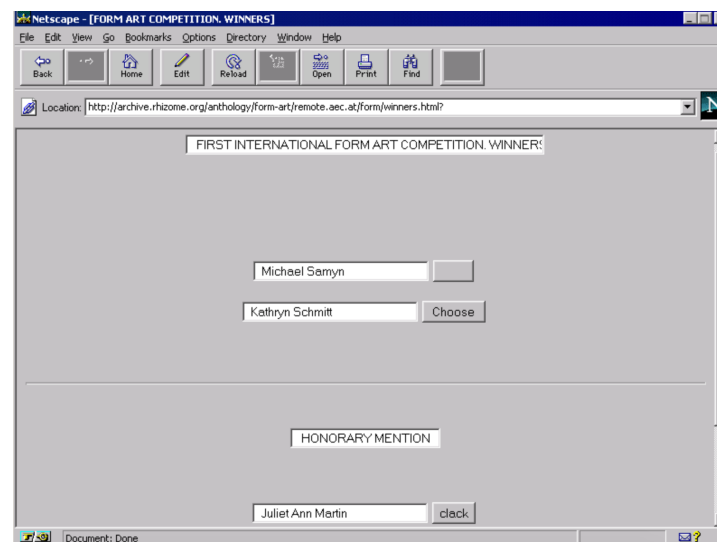 Netscape - [FORM ART COMPETITION. WINNERS]
File Edit View Go Bookmarks Options Directory Window Help
Back Home Edit Reload Open Print Find
Location: http://archive.rhizome.org/anthology/form-art/remote.aec.at/form/winners.html?
N
FIRST INTERNATIONAL FORM ART COMPETITION. WINNERS
Michael Samyn
Kathryn Schmitt Choose
HONORARY MENTION
Juliet Ann Martin clack
Document: Done